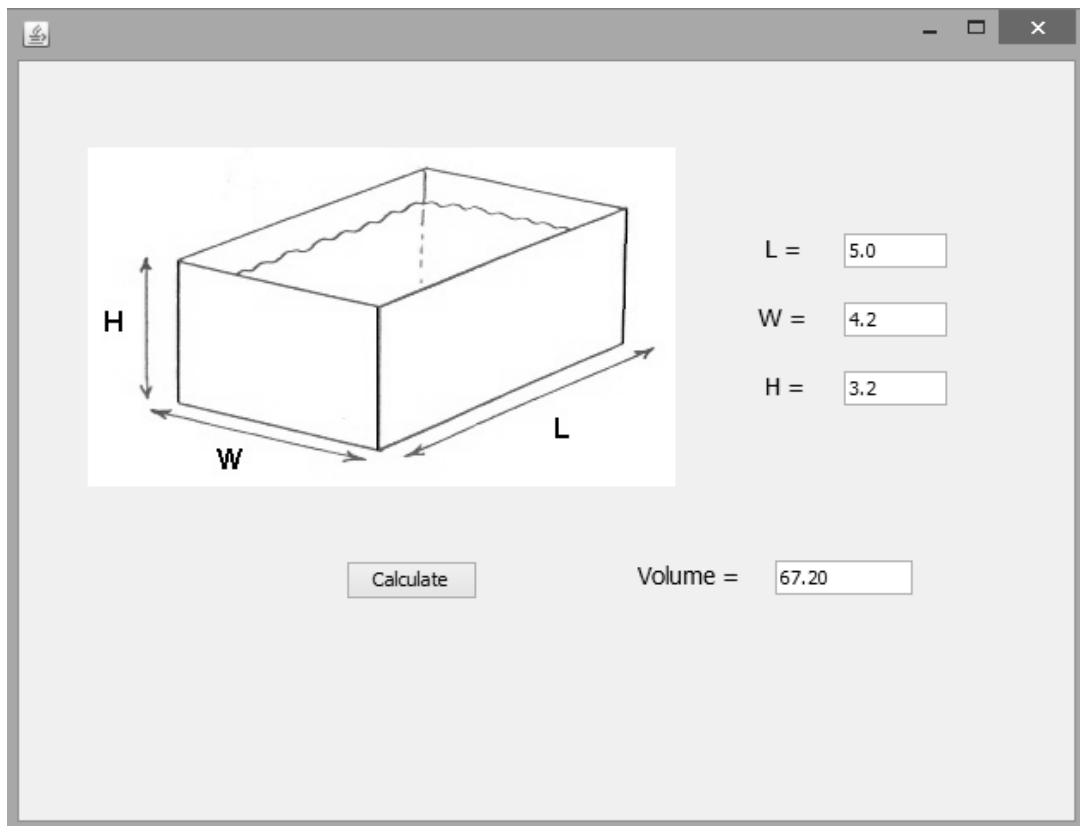 H
W
L
L = 5.0
W = 4.2
H = 3.2
Calculate
Volume = 67.20